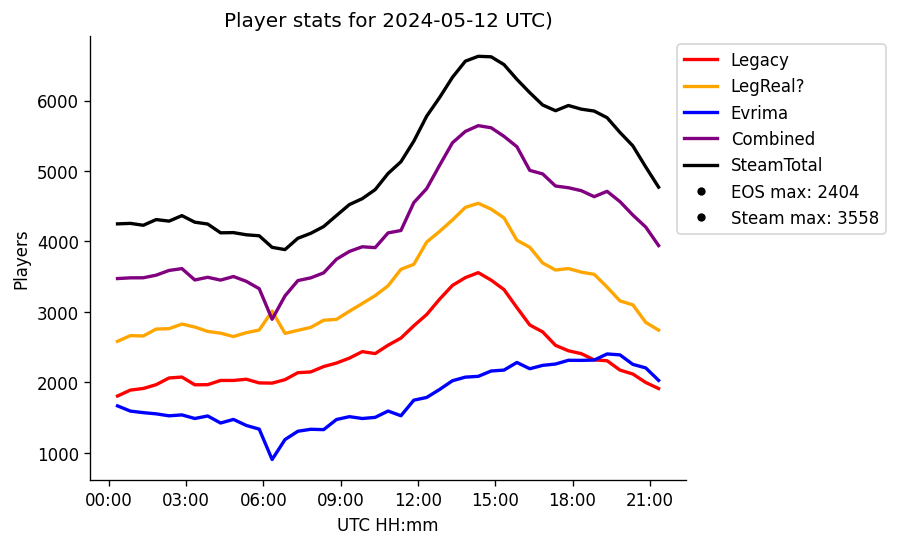 Player stats for 2024-05-12 UTC)
Legacy
LegReal?
Evrima
Combined
SteamTotal
EOS max: 2404
Steam max: 3558
Players
6000
5000
4000
3000
2000
1000
00:00 03:00 06:00 09:00 12:00 15:00 18:00 21:00
UTC HH:mm